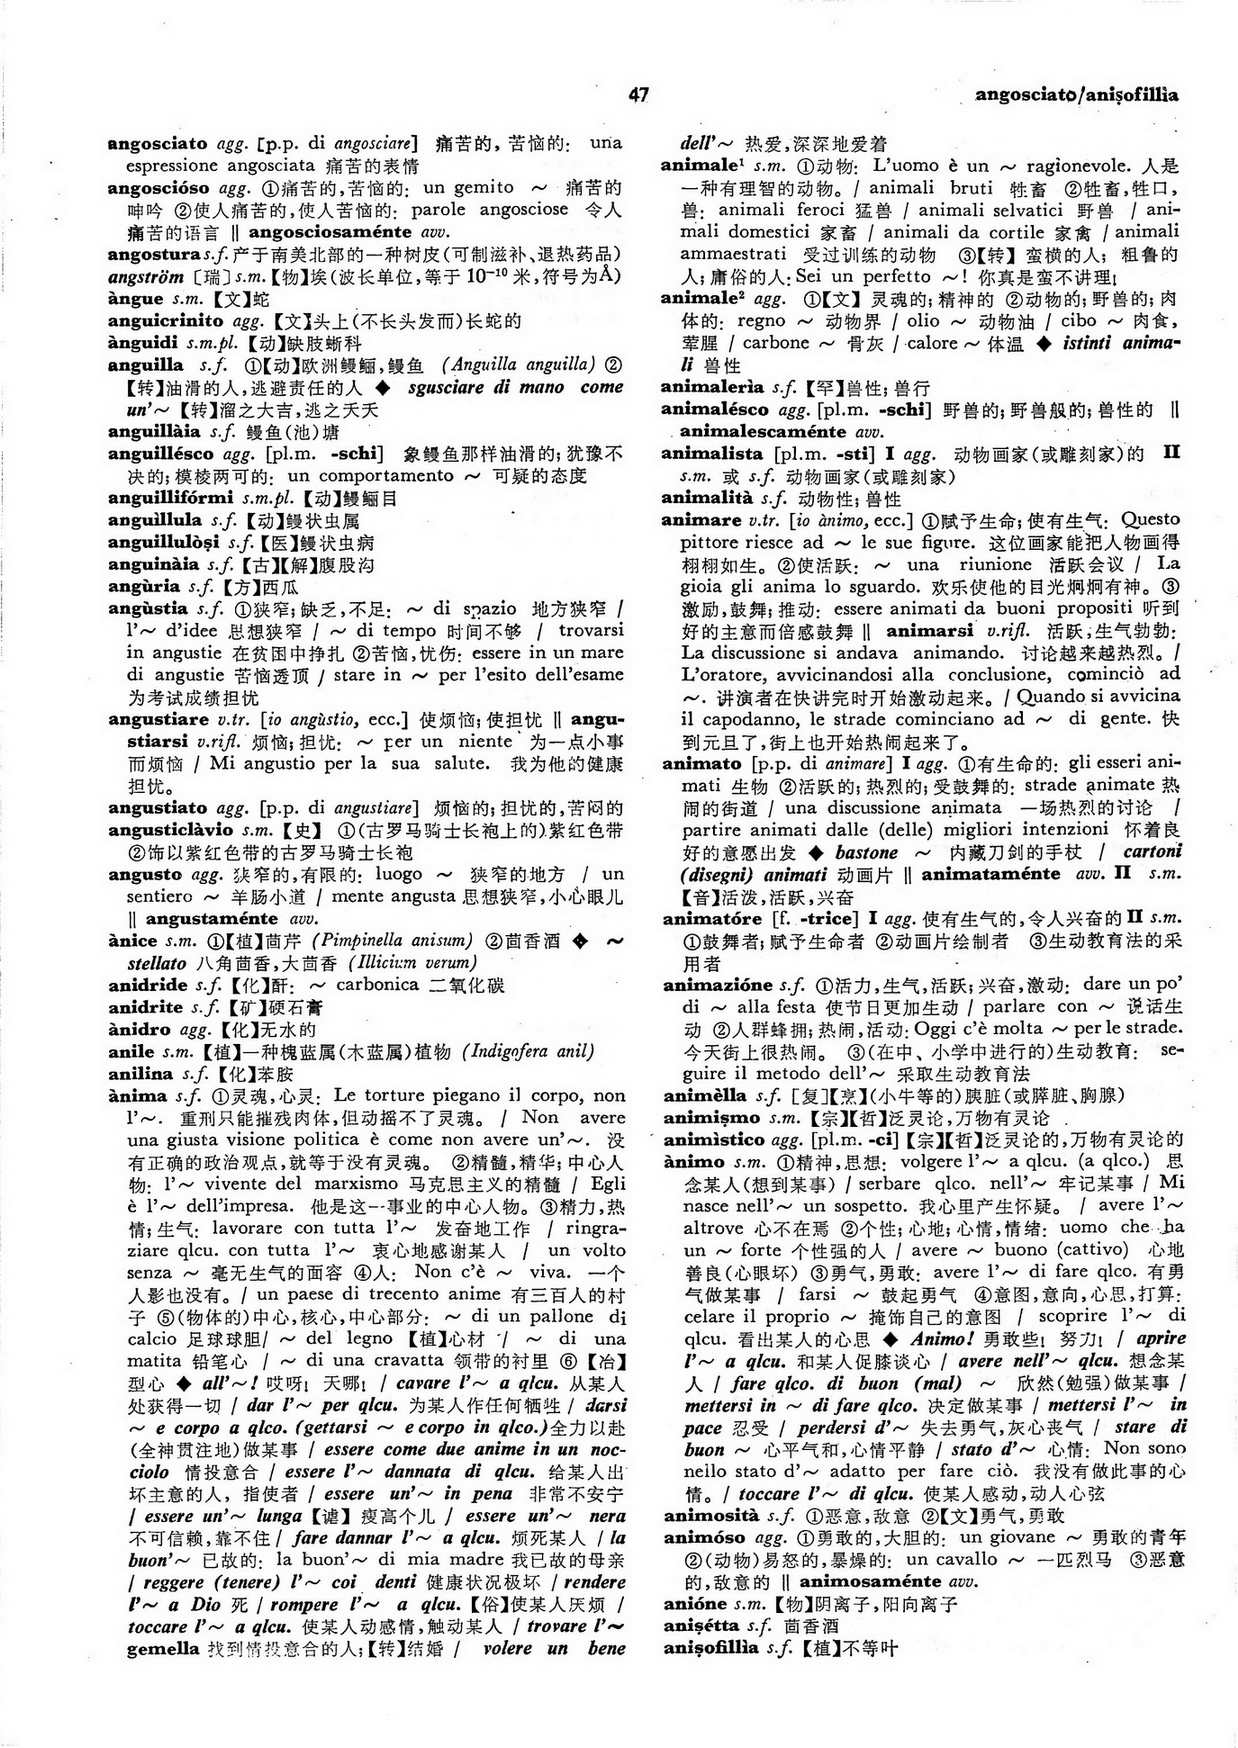 47
angosciato/anisofillìa
angosciato agg. [p.p. di angosciare] 痛苦的, 苦恼的: una
espressione angosciata 痛苦的表情
angoscióso agg. ①痛苦的,苦恼的: un gemito ～ 痛苦的
呻吟 ②使人痛苦的,使人苦恼的: parole angosciose 令人
痛苦的语言 ‖ angosciosaménte avv.
angostura s.f. 产于南美北部的一种树皮(可制滋补、退热药品)
angström [瑞] s.m.【物】埃(波长单位,等于10⁻¹⁰米,符号为Å)
àngue s.m.【文】蛇
anguicrinito agg.【文】头上(不长头发而)长蛇的
ànguidi s.m.pl.【动】缺肢蜥科
anguilla s.f. ①【动】欧洲鳗鲡,鳗鱼 (Anguilla anguilla) ②
【转】油滑的人,逃避责任的人 ◆ sgusciare di mano come
un'～【转】溜之大吉,逃之夭夭
anguillàia s.f. 鳗鱼(池)塘
anguillésco agg. [pl.m. -schi] 象鳗鱼那样油滑的; 犹豫不
决的; 模棱两可的: un comportamento ～ 可疑的态度
anguillifórmi s.m.pl.【动】鳗鲡目
anguìllula s.f.【动】鳗状虫属
anguillulòṣi s.f.【医】鳗状虫病
anguinàia s.f.【古】【解】腹股沟
angùria s.f.【方】西瓜
angùstia s.f. ①狭窄; 缺乏,不足: ～ di spazio 地方狭窄 /
l'～ d'idee 思想狭窄 / ～ di tempo 时间不够 / trovarsi
in angustie 在贫困中挣扎 ②苦恼,忧伤: essere in un mare
di angustie 苦恼透顶 / stare in ～ per l'esito dell'esame
为考试成绩担忧
angustiare v.tr. [io angùstio, ecc.] 使烦恼; 使担忧 ‖ angu-
stiarsi v.rifl. 烦恼; 担忧: ～ per un niente 为一点小事
而烦恼 / Mi angustio per la sua salute. 我为他的健康
担忧。
angustiato agg. [p.p. di angustiare] 烦恼的; 担忧的,苦闷的
angusticlàvio s.m.【史】 ①(古罗马骑士长袍上的)紫红色带
②饰以紫红色带的古罗马骑士长袍
angusto agg. 狭窄的,有限的: luogo ～ 狭窄的地方 / un
sentiero ～ 羊肠小道 / mente angusta 思想狭窄,小心眼儿
‖ angustaménte avv.
ànice s.m. ①【植】茴芹 (Pimpinella anisum) ②茴香酒 ◆ ～
stellato 八角茴香,大茴香 (Illicium verum)
anidride s.f.【化】酐: ～ carbonica 二氧化碳
anidrite s.f.【矿】硬石膏
ànidro agg.【化】无水的
anile s.m.【植】一种槐蓝属(木蓝属)植物 (Indigofera anil)
anilina s.f.【化】苯胺
ànima s.f. ①灵魂,心灵: Le torture piegano il corpo, non
l'～. 重刑只能摧残肉体,但动摇不了灵魂。 / Non avere
una giusta visione politica è come non avere un'～. 没
有正确的政治观点,就等于没有灵魂。 ②精髓,精华; 中心人
物: l'～ vivente del marxismo 马克思主义的精髓 / Egli
è l'～ dell'impresa. 他是这一事业的中心人物。 ③精力,热
情; 生气: lavorare con tutta l'～ 发奋地工作 / ringra-
ziare qlcu. con tutta l'～ 衷心地感谢某人 / un volto
senza ～ 毫无生气的面容 ④人: Non c'è ～ viva. 一个
人影也没有。 / un paese di trecento anime 有三百人的村
子 ⑤(物体的)中心,核心,中心部分: ～ di un pallone di
calcio 足球球胆/ ～ del legno 【植】心材 / ～ di una
matita 铅笔心 / ～ di una cravatta 领带的衬里 ⑥【冶】
型心 ◆ all'～! 哎呀! 天哪! / cavare l'～ a qlcu. 从某人
处获得一切 / dar l'～ per qlcu. 为某人作任何牺牲 / darsi
～ e corpo a qlco. (gettarsi ～ e corpo in qlco.) 全力以赴
(全神贯注地)做某事 / essere come due anime in un noc-
ciolo 情投意合 / essere l'～ dannata di qlcu. 给某人出
坏主意的人, 指使者 / essere un'～ in pena 非常不安宁
/ essere un'～ lunga【谑】瘦高个儿 / essere un'～ nera
不可信赖,靠不住 / fare dannar l'～ a qlcu. 烦死某人 / la
buon'～ 已故的: la buon'～ di mia madre 我已故的母亲
/ reggere (tenere) l'～ coi denti 健康状况极坏 / rendere
l'～ a Dio 死 / rompere l'～ a qlcu.【俗】使某人厌烦 /
toccare l'～ a qlcu. 使某人动感情,触动某人 / trovare l'～
gemella 找到情投意合的人;【转】结婚 / volere un bene
dell'～ 热爱,深深地爱着
animale¹ s.m. ①动物: L'uomo è un ～ ragionevole. 人是
一种有理智的动物。 / animali bruti 牲畜 ②牲畜,牲口,
兽: animali feroci 猛兽 / animali selvatici 野兽 / ani-
mali domestici 家畜 / animali da cortile 家禽 / animali
ammaestrati 受过训练的动物 ③【转】 蛮横的人; 粗鲁的
人; 庸俗的人: Sei un perfetto ～! 你真是蛮不讲理!
animale² agg. ①【文】灵魂的; 精神的 ②动物的; 野兽的; 肉
体的: regno ～ 动物界 / olio ～ 动物油 / cibo ～ 肉食,
荤腥 / carbone ～ 骨灰 / calore ～ 体温 ◆ istinti anima-
li 兽性
animalerìa s.f.【罕】兽性; 兽行
animalésco agg. [pl.m. -schi] 野兽的; 野兽般的; 兽性的 ‖
animalescaménte avv.
animalista [pl.m. -sti] I agg. 动物画家(或雕刻家)的 II
s.m. 或 s.f. 动物画家(或雕刻家)
animalità s.f. 动物性; 兽性
animare v.tr. [io ànimo, ecc.] ①赋予生命; 使有生气: Questo
pittore riesce ad ～ le sue figure. 这位画家能把人物画得
栩栩如生。 ②使活跃: ～ una riunione 活跃会议 / La
gioia gli anima lo sguardo. 欢乐使他的目光炯炯有神。 ③
激励,鼓舞; 推动: essere animati da buoni propositi 听到
好的主意而倍感鼓舞 ‖ animarsi v.rifl. 活跃,生气勃勃:
La discussione si andava animando. 讨论越来越热烈。 /
L'oratore, avvicinandosi alla conclusione, cominciò ad
～. 讲演者在快讲完时开始激动起来。 / Quando si avvicina
il capodanno, le strade cominciano ad ～ di gente. 快
到元旦了,街上也开始热闹起来了。
animato [p.p. di animare] I agg. ①有生命的: gli esseri ani-
mati 生物 ②活跃的; 热烈的; 受鼓舞的: strade animate 热
闹的街道 / una discussione animata 一场热烈的讨论 /
partire animati dalle (delle) migliori intenzioni 怀着良
好的意愿出发 ◆ bastone ～ 内藏刀剑的手杖 / cartoni
(disegni) animati 动画片 ‖ animataménte avv. II s.m.
【音】活泼,活跃,兴奋
animatóre [f. -trice] I agg. 使有生气的,令人兴奋的 II s.m.
①鼓舞者; 赋予生命者 ②动画片绘制者 ③生动教育法的采
用者
animazióne s.f. ①活力,生气,活跃; 兴奋,激动: dare un po'
di ～ alla festa 使节日更加生动 / parlare con ～ 说话生
动 ②人群蜂拥; 热闹,活动: Oggi c'è molta ～ per le strade.
今天街上很热闹。 ③(在中、小学中进行的)生动教育: se-
guire il metodo dell'～ 采取生动教育法
animèlla s.f. [复]【烹】(小牛等的)胰脏(或脺脏、胸腺)
animiṣmo s.m.【宗】【哲】泛灵论,万物有灵论
animìstico agg. [pl.m. -ci]【宗】【哲】泛灵论的,万物有灵论的
ànimo s.m. ①精神,思想: volgere l'～ a qlcu. (a qlco.) 思
念某人(想到某事) / serbare qlco. nell'～ 牢记某事 / Mi
nasce nell'～ un sospetto. 我心里产生怀疑。 / avere l'～
altrove 心不在焉 ②个性; 心地; 心情,情绪: uomo che ha
un ～ forte 个性强的人 / avere ～ buono (cattivo) 心地
善良(心眼坏) ③勇气,勇敢: avere l'～ di fare qlco. 有勇
气做某事 / farsi ～ 鼓起勇气 ④意图,意向,心思,打算:
celare il proprio ～ 掩饰自己的意图 / scoprire l'～ di
qlcu. 看出某人的心思 ◆ Animo! 勇敢些! 努力! / aprire
l'～ a qlcu. 和某人促膝谈心 / avere nell'～ qlcu. 想念某
人 / fare qlco. di buon (mal) ～ 欣然(勉强)做某事 /
mettersi in ～ di fare qlco. 决定做某事 / mettersi l'～ in
pace 忍受 / perdersi d'～ 失去勇气,灰心丧气 / stare di
buon ～ 心平气和,心情平静 / stato d'～ 心情: Non sono
nello stato d'～ adatto per fare ciò. 我没有做此事的心
情。 / toccare l'～ di qlcu. 使某人感动,动人心弦
animosità s.f. ①恶意,敌意 ②【文】勇气,勇敢
animóso agg. ①勇敢的,大胆的: un giovane ～ 勇敢的青年
②(动物)易怒的,暴燥的: un cavallo ～ 一匹烈马 ③恶意
的,敌意的 ‖ animosaménte avv.
anióne s.m.【物】阴离子,阳向离子
aniṣétta s.f. 茴香酒
aniṣofillìa s.f.【植】不等叶